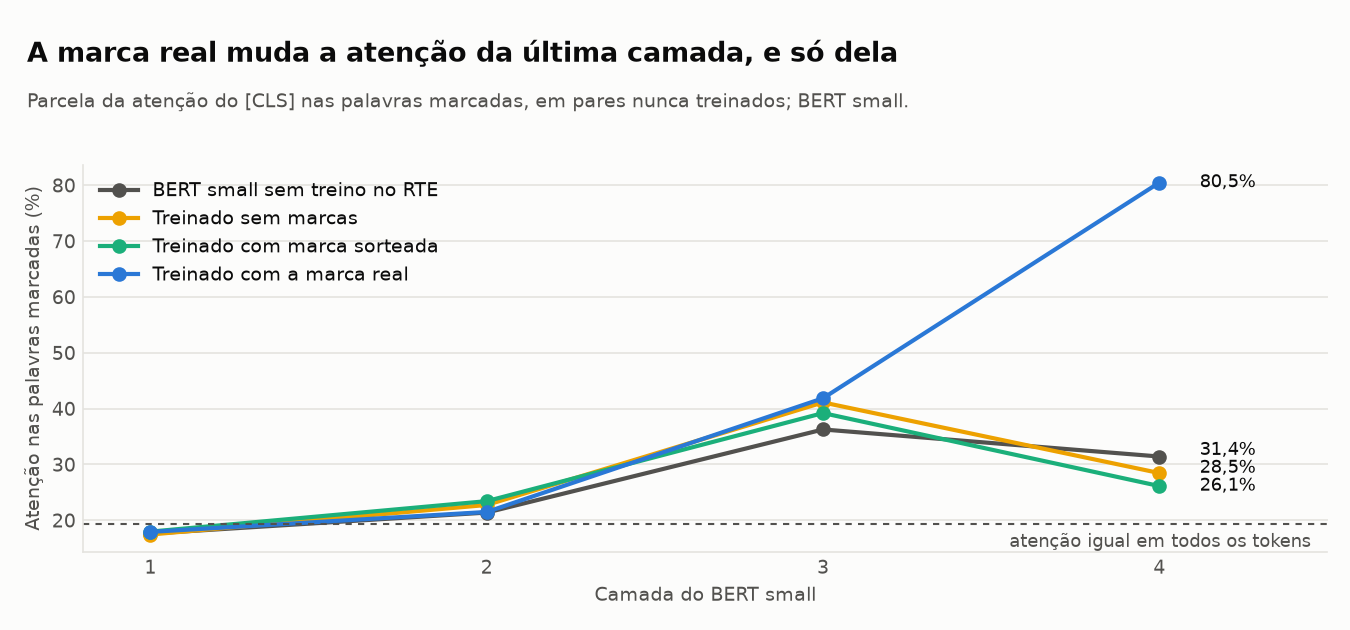 A marca real muda a atenção da última camada, e só dela
Parcela da atenção do [CLS] nas palavras marcadas, em pares nunca treinados; BERT small.
Atenção nas palavras marcadas (%)
80
70
60
50
40
30
20
BERT small sem treino no RTE
Treinado sem marcas
Treinado com marca sorteada
Treinado com a marca real
80,5%
31,4%
28,5%
26,1%
atenção igual em todos os tokens
1
2
3
4
Camada do BERT small